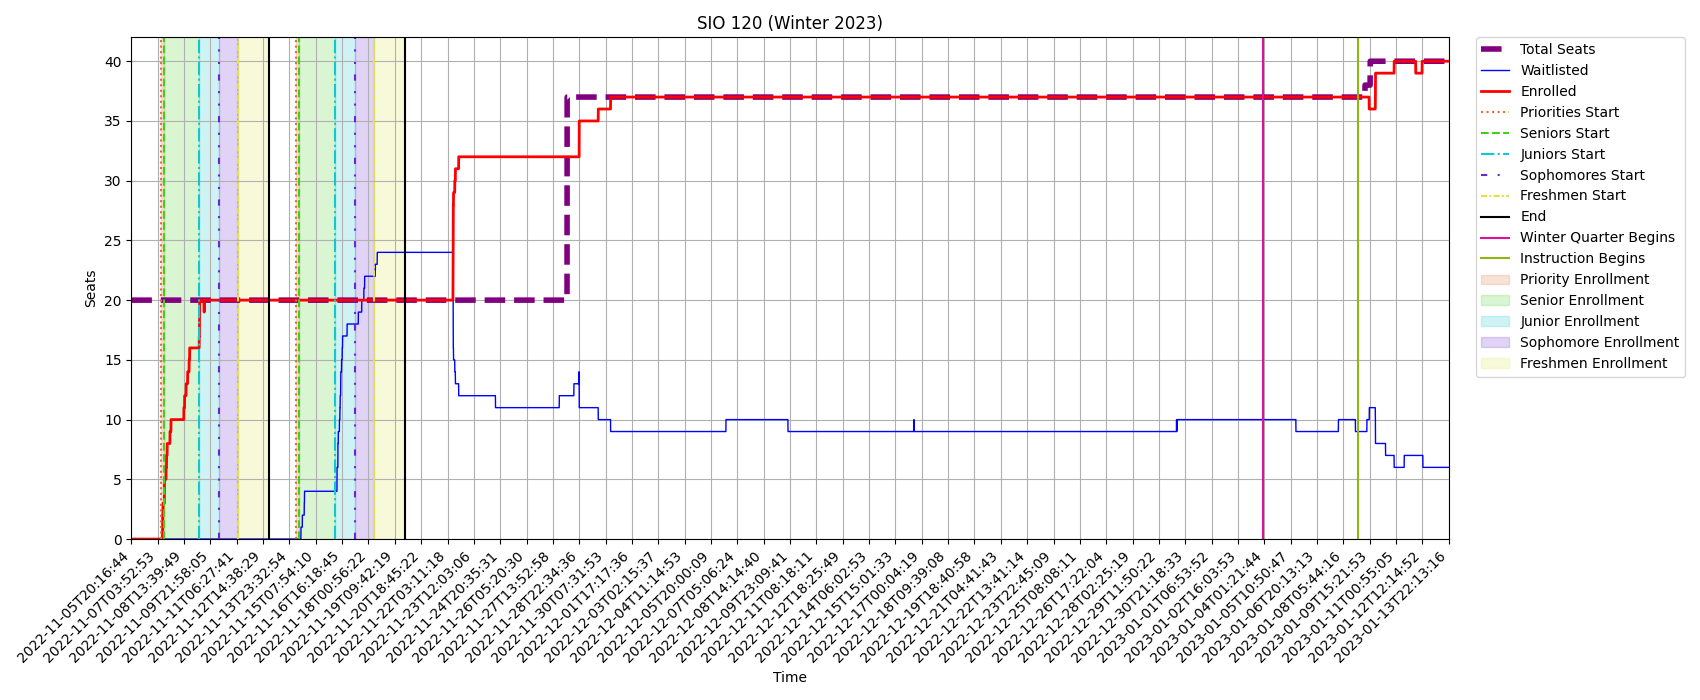 SIO 120 (Winter 2023)
Seats
40
35
30
25
20
15
10
5
0
2022-11-05T20:16:44
2022-11-07T03:52:53
2022-11-08T13:39:49
2022-11-09T21:58:05
2022-11-11T06:27:41
2022-11-12T14:38:29
2022-11-13T23:32:54
2022-11-15T07:54:10
2022-11-16T16:18:45
2022-11-18T00:56:22
2022-11-19T09:42:19
2022-11-20T18:45:22
2022-11-22T03:11:18
2022-11-23T12:03:06
2022-11-24T20:35:31
2022-11-26T05:20:30
2022-11-27T13:52:58
2022-11-28T22:34:36
2022-11-30T07:31:53
2022-12-01T17:17:36
2022-12-03T02:15:37
2022-12-04T11:14:53
2022-12-05T20:00:09
2022-12-07T05:06:24
2022-12-08T14:14:40
2022-12-09T23:09:41
2022-12-11T08:18:11
2022-12-12T18:25:49
2022-12-14T06:02:53
2022-12-15T15:01:33
2022-12-17T00:04:19
2022-12-18T09:39:08
2022-12-19T18:40:58
2022-12-21T04:41:43
2022-12-22T13:41:14
2022-12-23T22:45:09
2022-12-25T08:08:11
2022-12-26T17:22:04
2022-12-28T02:25:19
2022-12-29T11:50:22
2022-12-30T21:18:33
2023-01-01T06:53:52
2023-01-02T16:03:53
2023-01-04T01:21:44
2023-01-05T10:50:47
2023-01-06T20:13:13
2023-01-08T05:44:16
2023-01-09T15:21:53
2023-01-11T00:55:05
2023-01-12T12:14:52
2023-01-13T22:13:16
Time
Total Seats
Waitlisted
Enrolled
Priorities Start
Seniors Start
Juniors Start
Sophomores Start
Freshmen Start
End
Winter Quarter Begins
Instruction Begins
Priority Enrollment
Senior Enrollment
Junior Enrollment
Sophomore Enrollment
Freshmen Enrollment